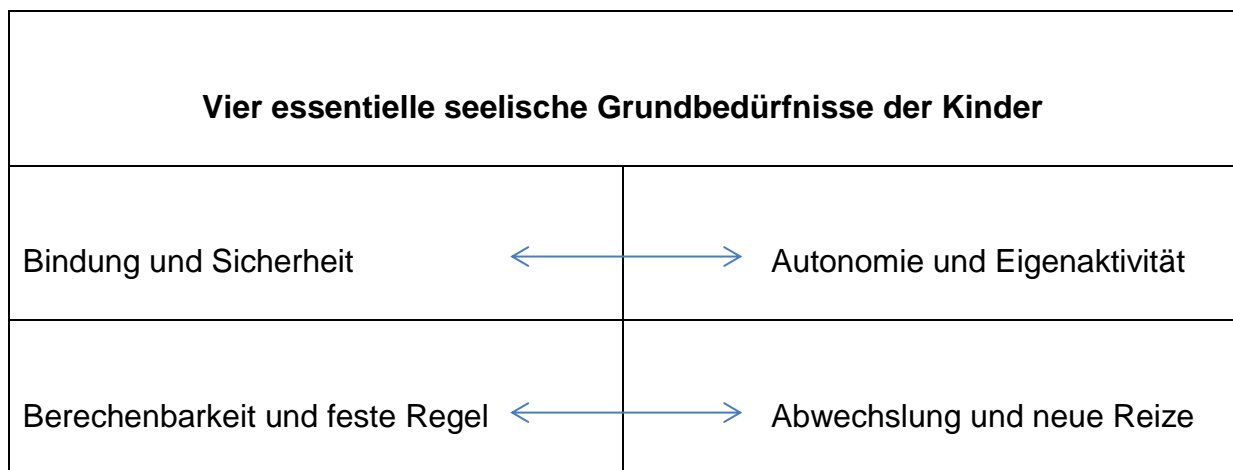 Vier essentielle seelische Grundbedürfnisse der Kinder
Bindung und Sicherheit
Autonomie und Eigenaktivität
Berechenbarkeit und feste Regel
Abwechslung und neue Reize